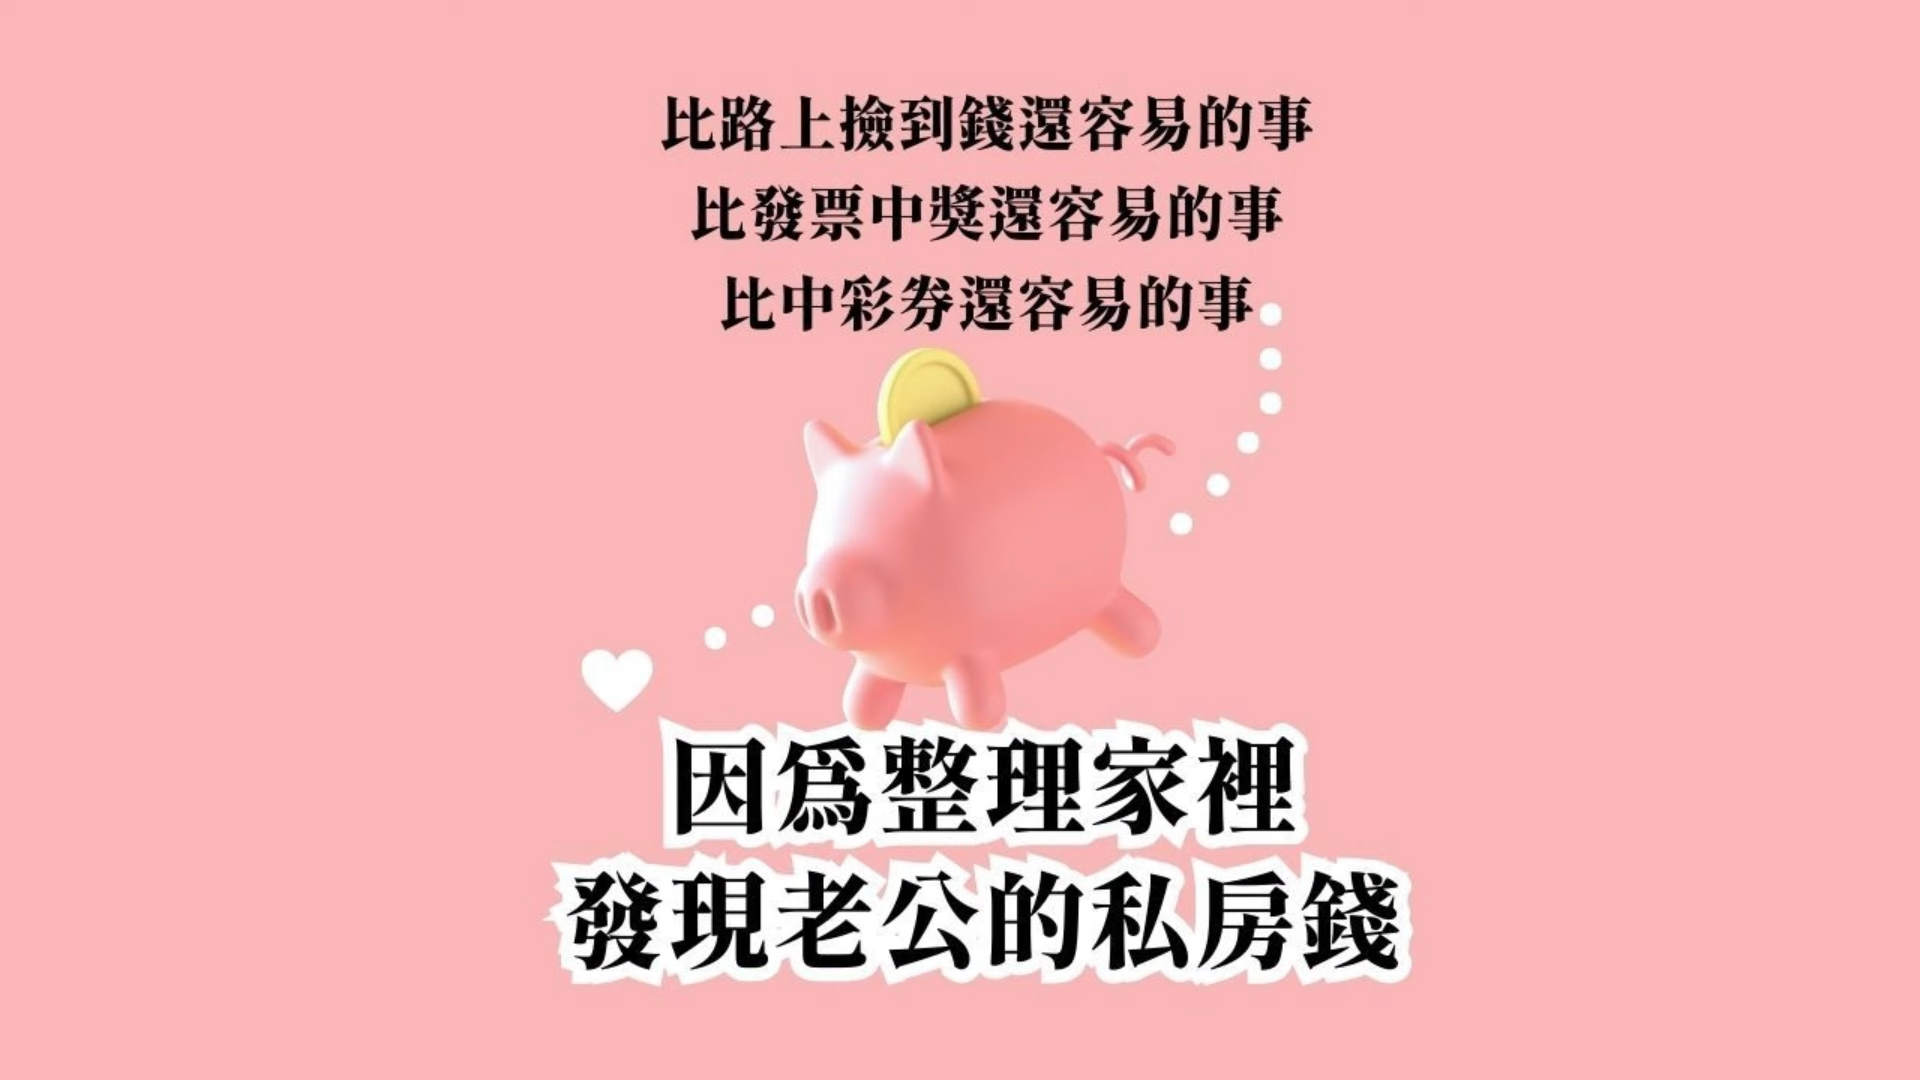 比路上撿到錢還容易的事
比發票中獎還容易的事
比中彩券還容易的事
因為整理家裡
發現老公的私房錢